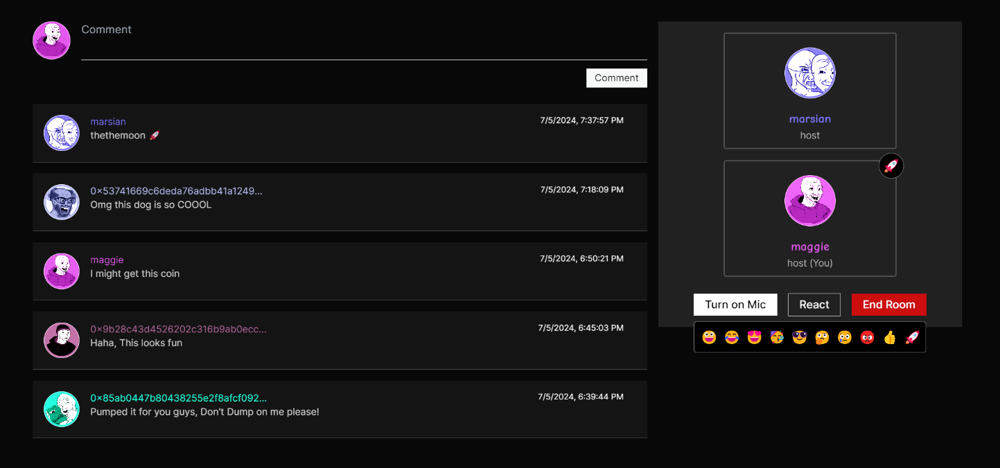 Comment
Comment
marsian
7/5/2024, 7:37:57 PM
thethemoon 🚀
0x53741669c6deda76adbb41a1249...
7/5/2024, 7:18:09 PM
Omg this dog is so COOOL
maggie
7/5/2024, 6:50:21 PM
I might get this coin
0x9b28c43d4526202c316b9ab0ecc...
7/5/2024, 6:45:03 PM
Haha, This looks fun
0x85ab0447b80438255e2f8afcf092...
7/5/2024, 6:39:44 PM
Pumped it for you guys, Don't Dump on me please!
marsian
host
maggie
host (You)
Turn on Mic
React
End Room